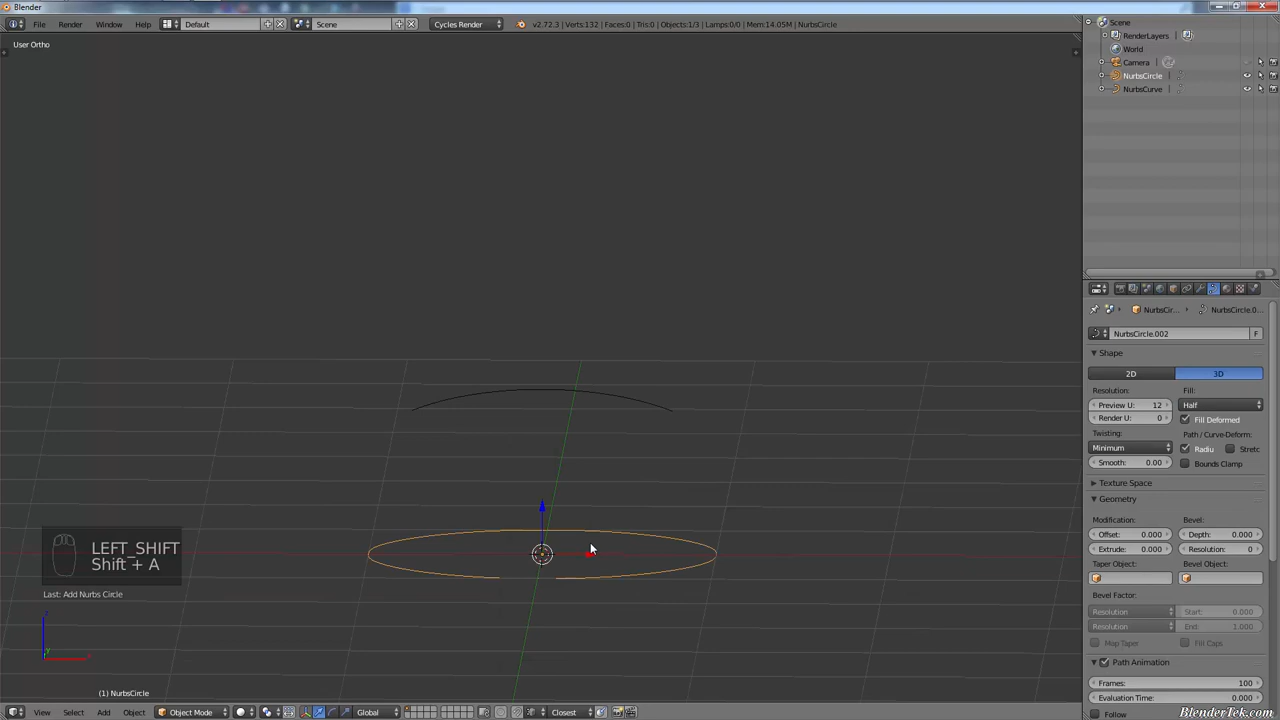 Blender
File Render Window Help Default Scene Cycles Render v2.72.3 | Verts:132 | Faces:0 | Tris:0 | Objects:1/3 | Lamps:0/0 | Mem:14.05M | NurbsCircle
User Ortho
Scene
RenderLayers
World
Camera
NurbsCircle
NurbsCurve
NurbsCir... NurbsCircle.0...
NurbsCircle.002 F
Shape
2D 3D
Resolution: Fill:
Preview U: 12 Half
Render U: 0 Fill Deformed
Twisting: Path / Curve-Deform:
Minimum Radiu Stretc
Smooth: 0.00 Bounds Clamp
Texture Space
Geometry
Modification: Bevel:
Offset: 0.000 Depth: 0.000
Extrude: 0.000 Resolution: 0
Taper Object: Bevel Object:
Bevel Factor:
Resolution Start: 0.000
Resolution End: 1.000
Map Taper Fill Caps
Path Animation
Frames: 100
Evaluation Time: 0.000
Follow
LEFT_SHIFT
Shift + A
Last: Add Nurbs Circle
z
y
x
(1) NurbsCircle
View Select Add Object Object Mode Global Closest
BlenderTek.com